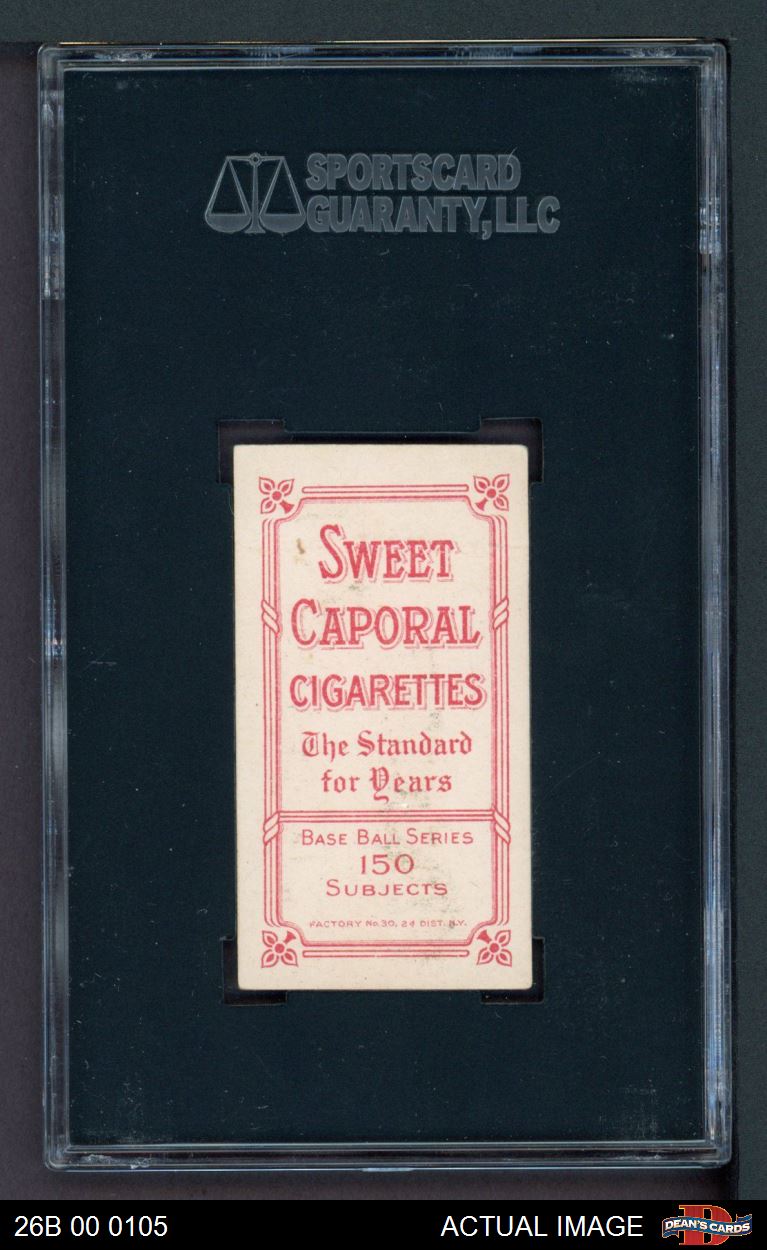 SPORTSCARD
GUARANTY, LLC
SWEET
CAPORAL
CIGARETTES
The Standard
for Years
BASE BALL SERIES
150
SUBJECTS
FACTORY No. 30, 2d DIST. N.Y.
26B 00 0105
ACTUAL IMAGE
D
DEAN'S CARDS